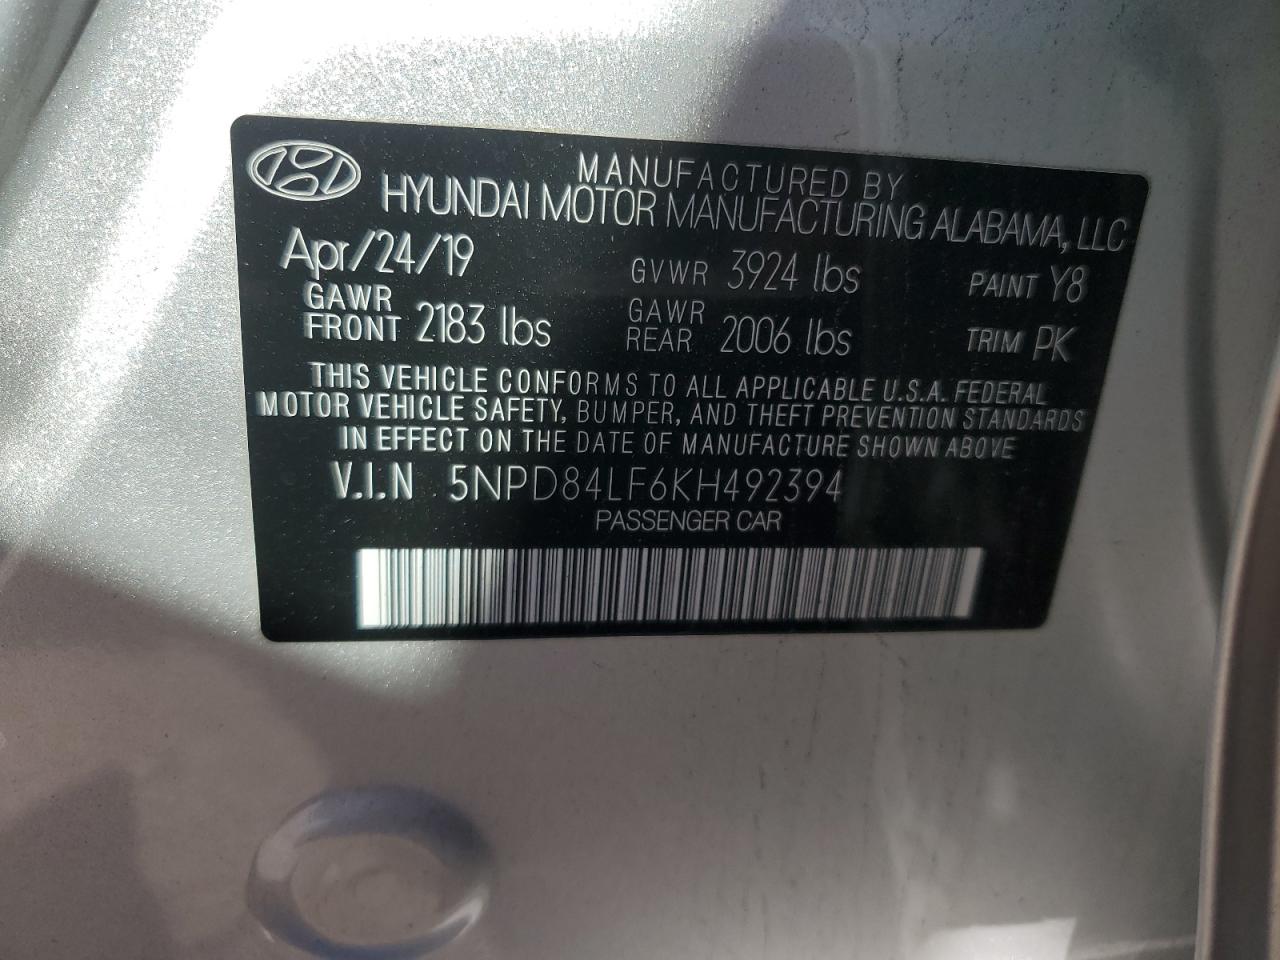 MANUFACTURED BY
HYUNDAI MOTOR MANUFACTURING ALABAMA, LLC
Apr/24/19 GVWR 3924 lbs PAINT Y8
GAWR FRONT 2183 lbs GAWR REAR 2006 lbs TRIM PK
THIS VEHICLE CONFORMS TO ALL APPLICABLE U.S.A. FEDERAL
MOTOR VEHICLE SAFETY, BUMPER, AND THEFT PREVENTION STANDARDS
IN EFFECT ON THE DATE OF MANUFACTURE SHOWN ABOVE
V.I.N 5NPD84LF6KH492394
PASSENGER CAR